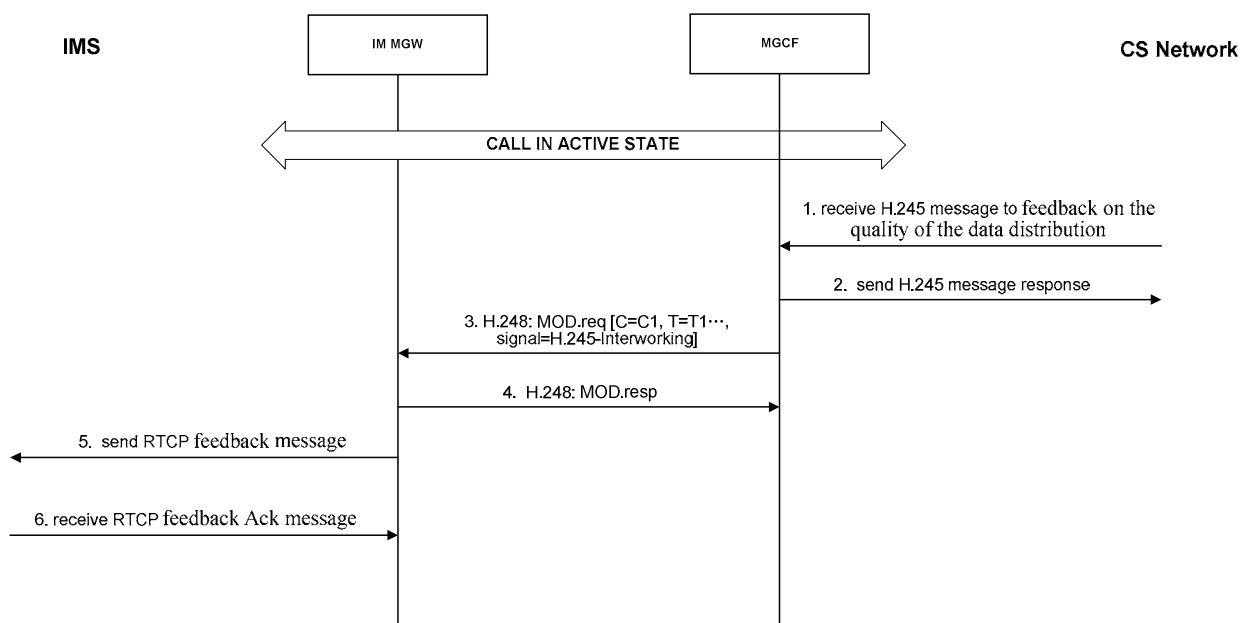 IMS
IM MGW
MGCF
CS Network
CALL IN ACTIVE STATE
1. receive H.245 message to feedback on the
quality of the data distribution
2. send H.245 message response
3. H.248: MOD.req [C=C1, T=T1⋯,
signal=H.245-Interworking]
4. H.248: MOD.resp
5. send RTCP feedback message
6. receive RTCP feedback Ack message